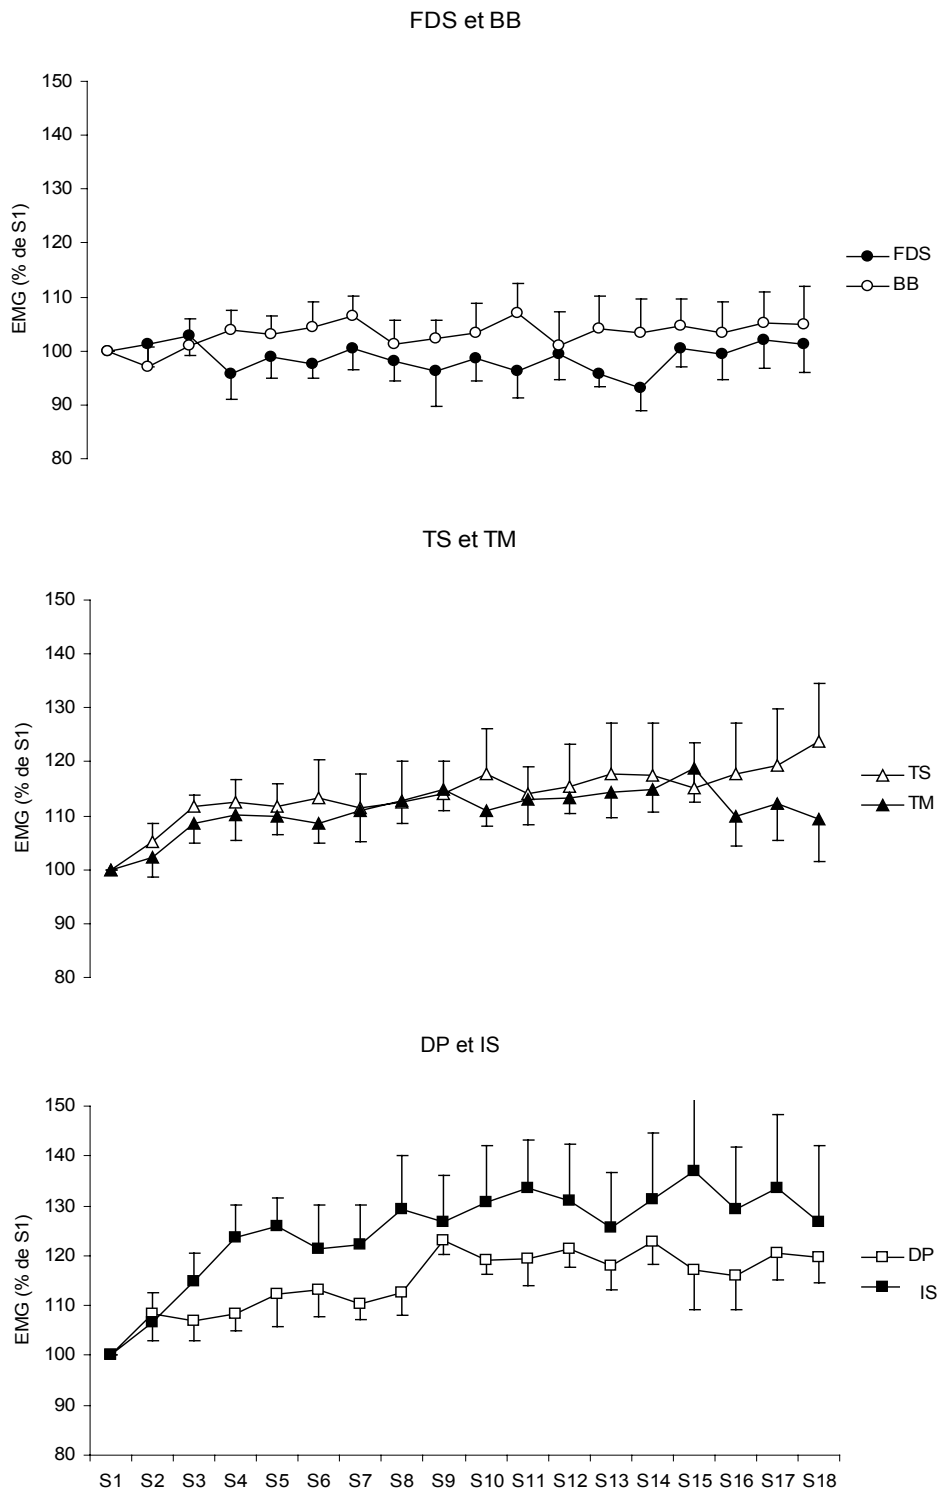 FDS et BB
EMG (% de S1)
150
140
130
120
110
100
90
80
FDS
BB
TS et TM
EMG (% de S1)
150
140
130
120
110
100
90
80
TS
TM
DP et IS
EMG (% de S1)
150
140
130
120
110
100
90
80
DP
IS
S1 S2 S3 S4 S5 S6 S7 S8 S9 S10 S11 S12 S13 S14 S15 S16 S17 S18